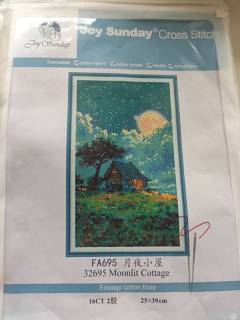 Joy Sunday
Joy Sunday® Cross Stitch
FA695 月夜小屋
32695 Moonlit Cottage
Ecology cotton floss
16CT 2股 25×39cm